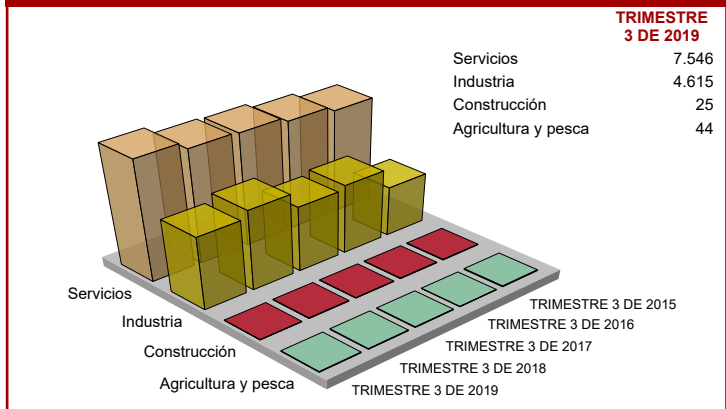 TRIMESTRE
3 DE 2019
Servicios 7.546
Industria 4.615
Construcción 25
Agricultura y pesca 44
Servicios
Industria
Construcción
Agricultura y pesca
TRIMESTRE 3 DE 2015
TRIMESTRE 3 DE 2016
TRIMESTRE 3 DE 2017
TRIMESTRE 3 DE 2018
TRIMESTRE 3 DE 2019